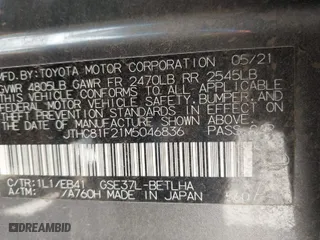 MFD. BY: TOYOTA MOTOR CORPORATION 05/21
GVWR 4805LB GAWR FR 2470LB RR 2545LB
THIS VEHICLE CONFORMS TO ALL APPLICABLE
FEDERAL MOTOR VEHICLE SAFETY, BUMPER, AND
THEFT PREVENTION STANDARDS IN EFFECT ON
THE DATE OF MANUFACTURE SHOWN ABOVE.
JTHC81F21M5046836
C/TR: 1L1/EB41 GSE37L-BETLHA
A/TM: /A760H MADE IN JAPAN